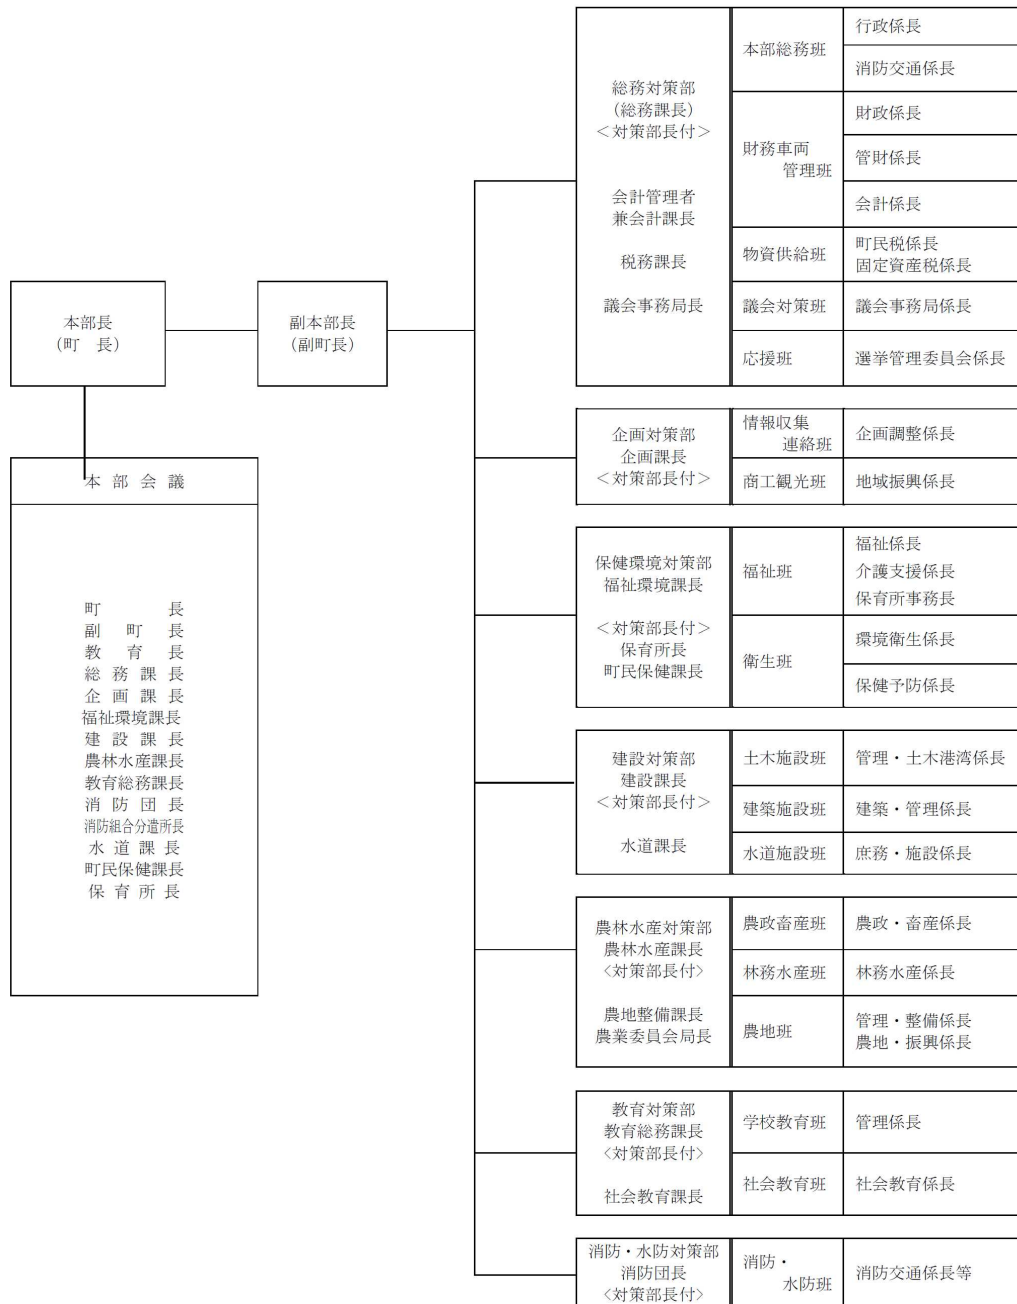 本部長
(町　長)
副本部長
(副町長)
本 部 会 議
町　　　　長
副　町　長
教　育　長
総 務 課 長
企 画 課 長
福祉環境課長
建 設 課 長
農林水産課長
教育総務課長
消 防 団 長
消防組合分遣所長
水 道 課 長
町民保健課長
保 育 所 長
総務対策部
(総務課長)
＜対策部長付＞
会計管理者
兼会計課長
税務課長
議会事務局長
本部総務班
行政係長
消防交通係長
財務車両
管理班
財政係長
管財係長
会計係長
物資供給班
町民税係長
固定資産税係長
議会対策班
議会事務局係長
応援班
選挙管理委員会係長
企画対策部
企画課長
＜対策部長付＞
情報収集
連絡班
企画調整係長
商工観光班
地域振興係長
保健環境対策部
福祉環境課長
＜対策部長付＞
保育所長
町民保健課長
福祉班
福祉係長
介護支援係長
保育所事務長
衛生班
環境衛生係長
保健予防係長
建設対策部
建設課長
＜対策部長付＞
水道課長
土木施設班
管理・土木港湾係長
建築施設班
建築・管理係長
水道施設班
庶務・施設係長
農林水産対策部
農林水産課長
<対策部長付>
農地整備課長
農業委員会局長
農政畜産班
農政・畜産係長
林務水産班
林務水産係長
農地班
管理・整備係長
農地・振興係長
教育対策部
教育総務課長
<対策部長付>
社会教育課長
学校教育班
管理係長
社会教育班
社会教育係長
消防・水防対策部
消防団長
<対策部長付>
消防・
水防班
消防交通係長等